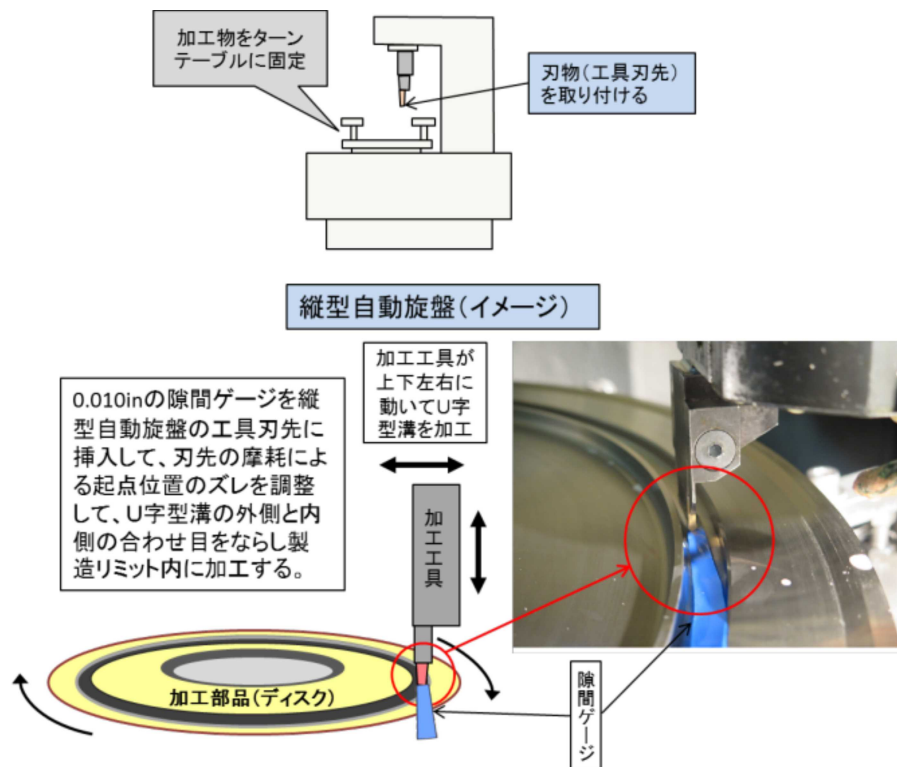 加工物をターン
テーブルに固定
刃物（工具刃先）
を取り付ける
縦型自動旋盤（イメージ）
加工工具が
上下左右に
動いてU字
型溝を加工
0.010inの隙間ゲージを縦
型自動旋盤の工具刃先に
挿入して、刃先の摩耗によ
る起点位置のズレを調整
して、U字型溝の外側と内
側の合わせ目をならし製
造リミット内に加工する。
加工工具
加工部品（ディスク）
隙間ゲージ